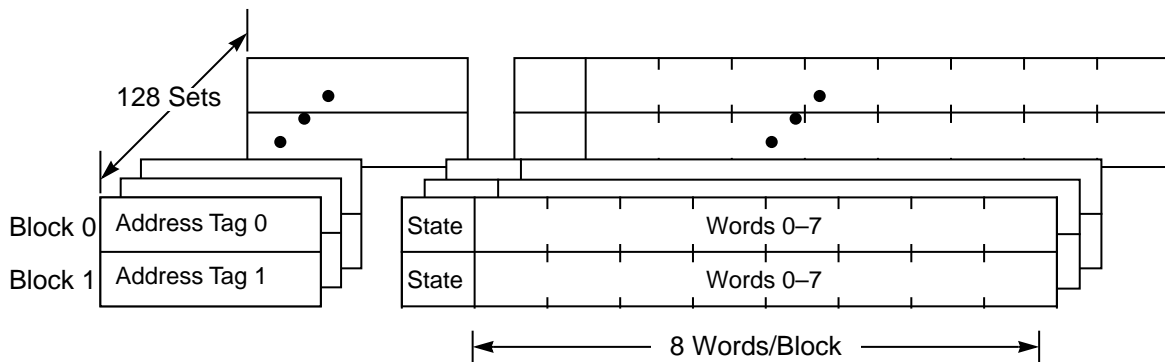 128 Sets
Block 0
Address Tag 0
State
Words 0–7
Block 1
Address Tag 1
State
Words 0–7
8 Words/Block